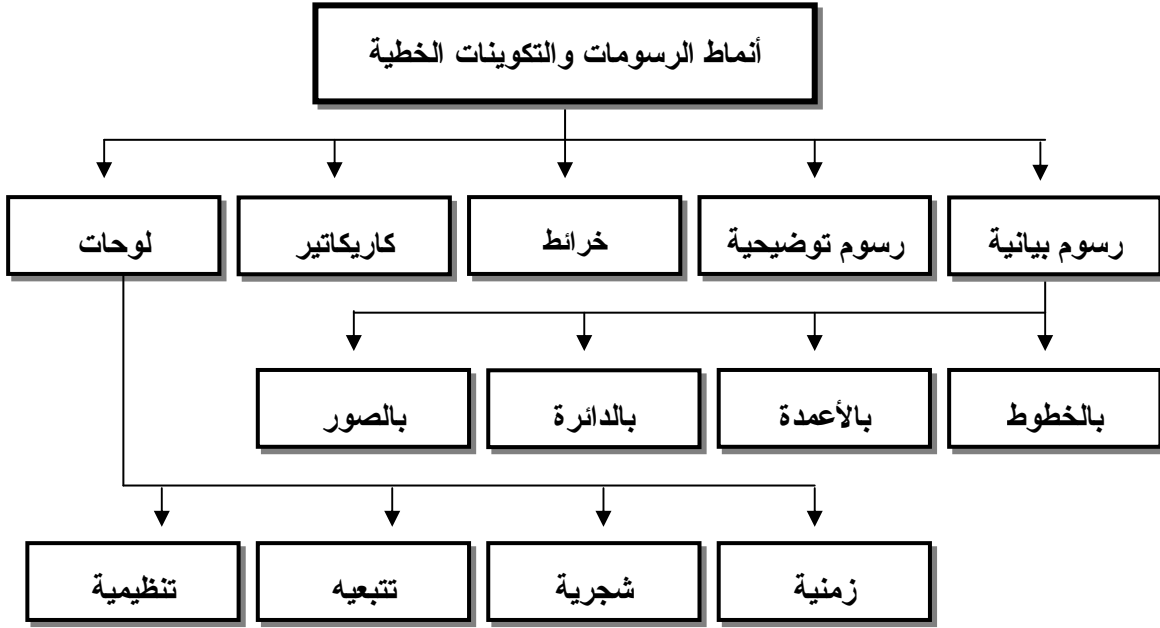 أنماط الرسومات والتكوينات الخطية
رسوم بيانية
رسوم توضيحية
خرائط
كاريكاتير
لوحات
بالخطوط
بالأعمدة
بالدائرة
بالصور
زمنية
شجرية
تتبعيه
تنظيمية